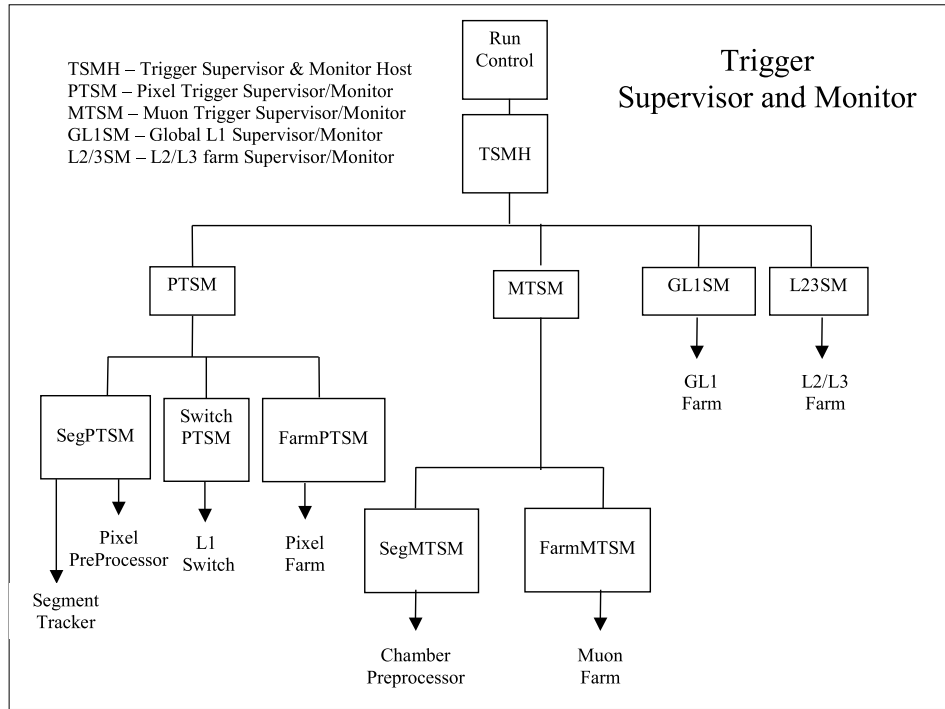 Run
Control
Trigger
Supervisor and Monitor
TSMH – Trigger Supervisor & Monitor Host
PTSM – Pixel Trigger Supervisor/Monitor
MTSM – Muon Trigger Supervisor/Monitor
GL1SM – Global L1 Supervisor/Monitor
L2/3SM – L2/L3 farm Supervisor/Monitor
TSMH
PTSM
MTSM
GL1SM
L23SM
GL1
Farm
L2/L3
Farm
SegPTSM
Switch
PTSM
FarmPTSM
Pixel
PreProcessor
L1
Switch
Pixel
Farm
Segment
Tracker
SegMTSM
FarmMTSM
Chamber
Preprocessor
Muon
Farm